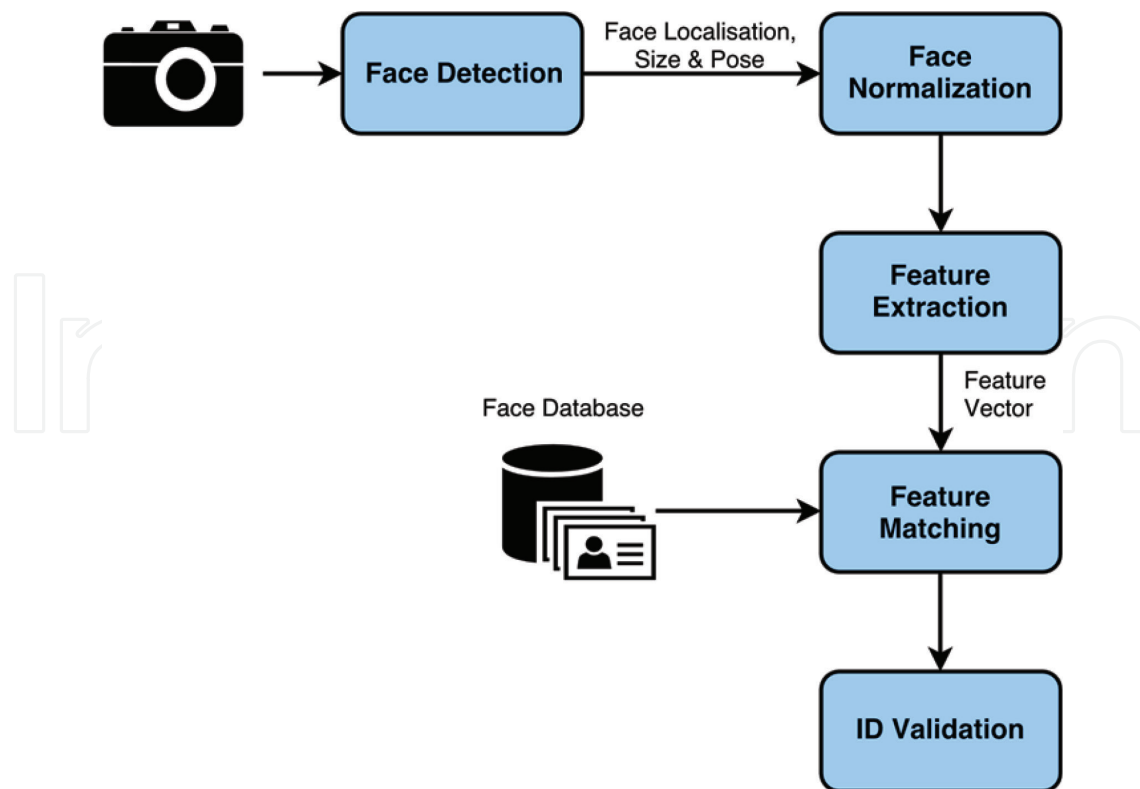 Face Detection
Face Localisation,
Size & Pose
Face
Normalization
Feature
Extraction
Feature
Vector
Face Database
Feature
Matching
ID Validation